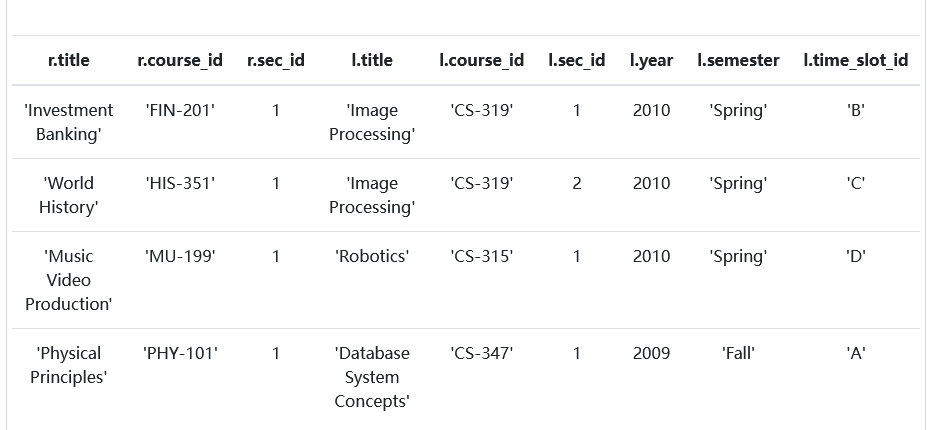 r.title r.course_id r.sec_id l.title l.course_id l.sec_id l.year l.semester l.time_slot_id
'Investment Banking' 'FIN-201' 1 'Image Processing' 'CS-319' 1 2010 'Spring' 'B'
'World History' 'HIS-351' 1 'Image Processing' 'CS-319' 2 2010 'Spring' 'C'
'Music Video Production' 'MU-199' 1 'Robotics' 'CS-315' 1 2010 'Spring' 'D'
'Physical Principles' 'PHY-101' 1 'Database System Concepts' 'CS-347' 1 2009 'Fall' 'A'